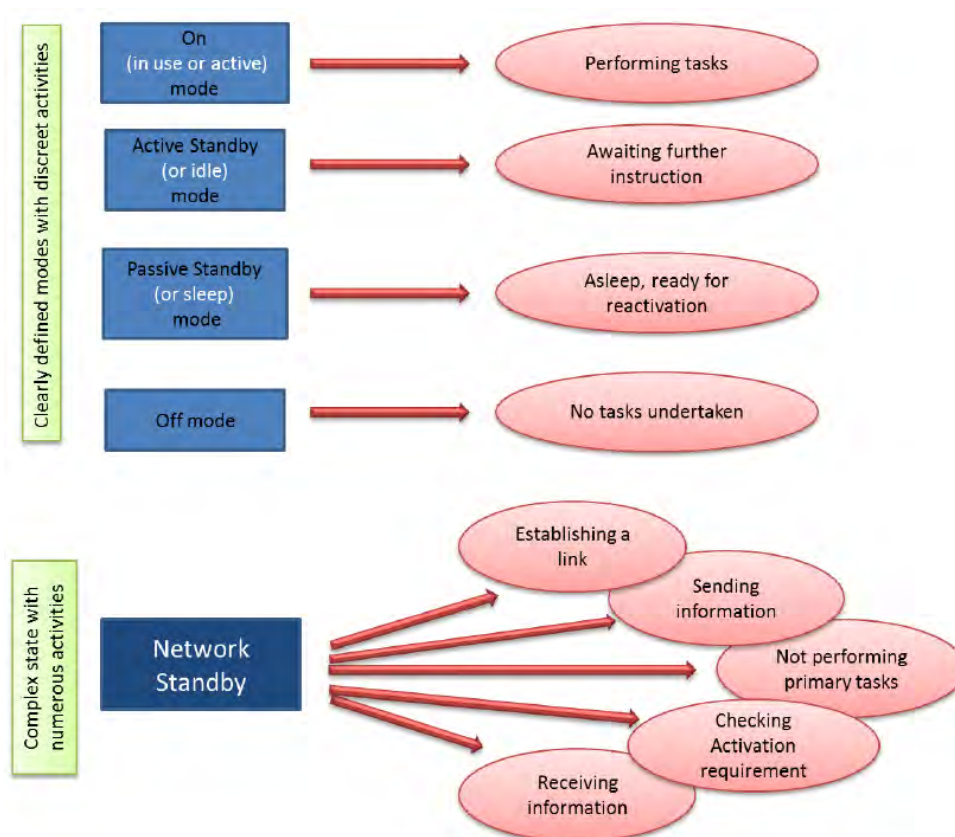 Clearly defined modes with discreet activities
On
(in use or active)
mode
Performing tasks
Active Standby
(or idle)
mode
Awaiting further
instruction
Passive Standby
(or sleep)
mode
Asleep, ready for
reactivation
Off mode
No tasks undertaken
Complex state with
numerous activities
Network
Standby
Establishing a
link
Sending
information
Not performing
primary tasks
Checking
Activation
requirement
Receiving
information